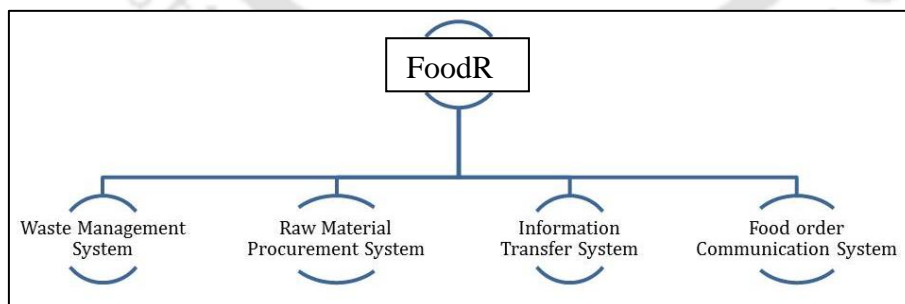 FoodR
Waste Management
System
Raw Material
Procurement System
Information
Transfer System
Food order
Communication System